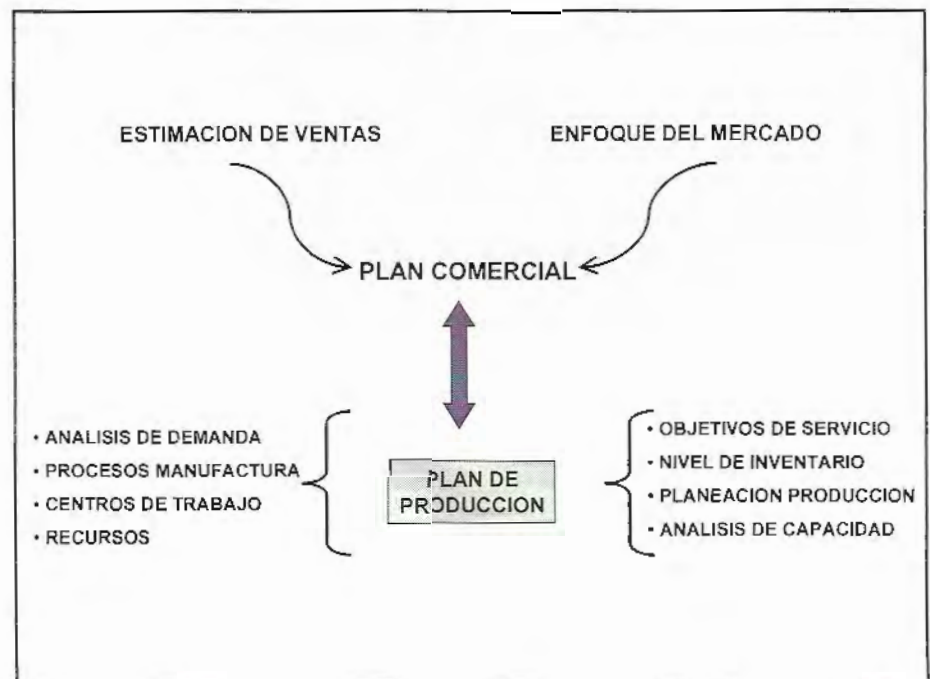 ESTIMACION DE VENTAS
ENFOQUE DEL MERCADO
PLAN COMERCIAL
• ANALISIS DE DEMANDA
• PROCESOS MANUFACTURA
• CENTROS DE TRABAJO
• RECURSOS
PLAN DE
PRODUCCION
• OBJETIVOS DE SERVICIO
• NIVEL DE INVENTARIO
• PLANEACION PRODUCCION
• ANALISIS DE CAPACIDAD